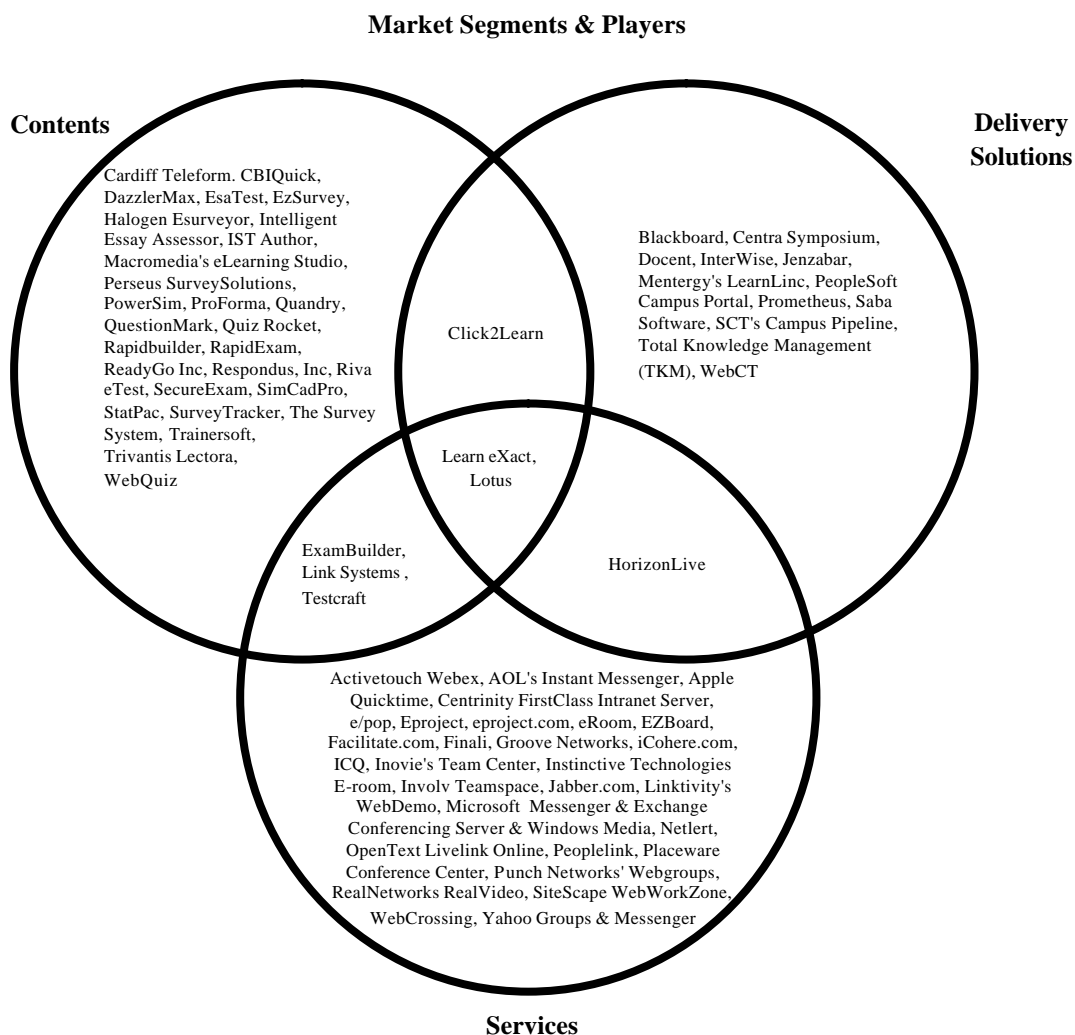 Market Segments & Players
Contents
Delivery
Solutions
Cardiff Teleform. CBIQuick,
DazzlerMax, EsaTest, EzSurvey,
Halogen Esurveyor, Intelligent
Essay Assessor, IST Author,
Macromedia's eLearning Studio,
Perseus SurveySolutions,
PowerSim, ProForma, Quandry,
QuestionMark, Quiz Rocket,
Rapidbuilder, RapidExam,
ReadyGo Inc, Respondus, Inc, Riva
eTest, SecureExam, SimCadPro,
StatPac, SurveyTracker, The Survey
System, Trainersoft,
Trivantis Lectora,
WebQuiz
Blackboard, Centra Symposium,
Docent, InterWise, Jenzabar,
Mentergy's LearnLinc, PeopleSoft
Campus Portal, Prometheus, Saba
Software, SCT's Campus Pipeline,
Total Knowledge Management
(TKM), WebCT
Click2Learn
Learn eXact,
Lotus
ExamBuilder,
Link Systems ,
Testcraft
HorizonLive
Activetouch Webex, AOL's Instant Messenger, Apple
Quicktime, Centrinity FirstClass Intranet Server,
e/pop, Eproject, eproject.com, eRoom, EZBoard,
Facilitate.com, Finali, Groove Networks, iCohere.com,
ICQ, Inovie's Team Center, Instinctive Technologies
E-room, Involv Teamspace, Jabber.com, Linktivity's
WebDemo, Microsoft Messenger & Exchange
Conferencing Server & Windows Media, Netlert,
OpenText Livelink Online, Peoplelink, Placeware
Conference Center, Punch Networks' Webgroups,
RealNetworks RealVideo, SiteScape WebWorkZone,
WebCrossing, Yahoo Groups & Messenger
Services